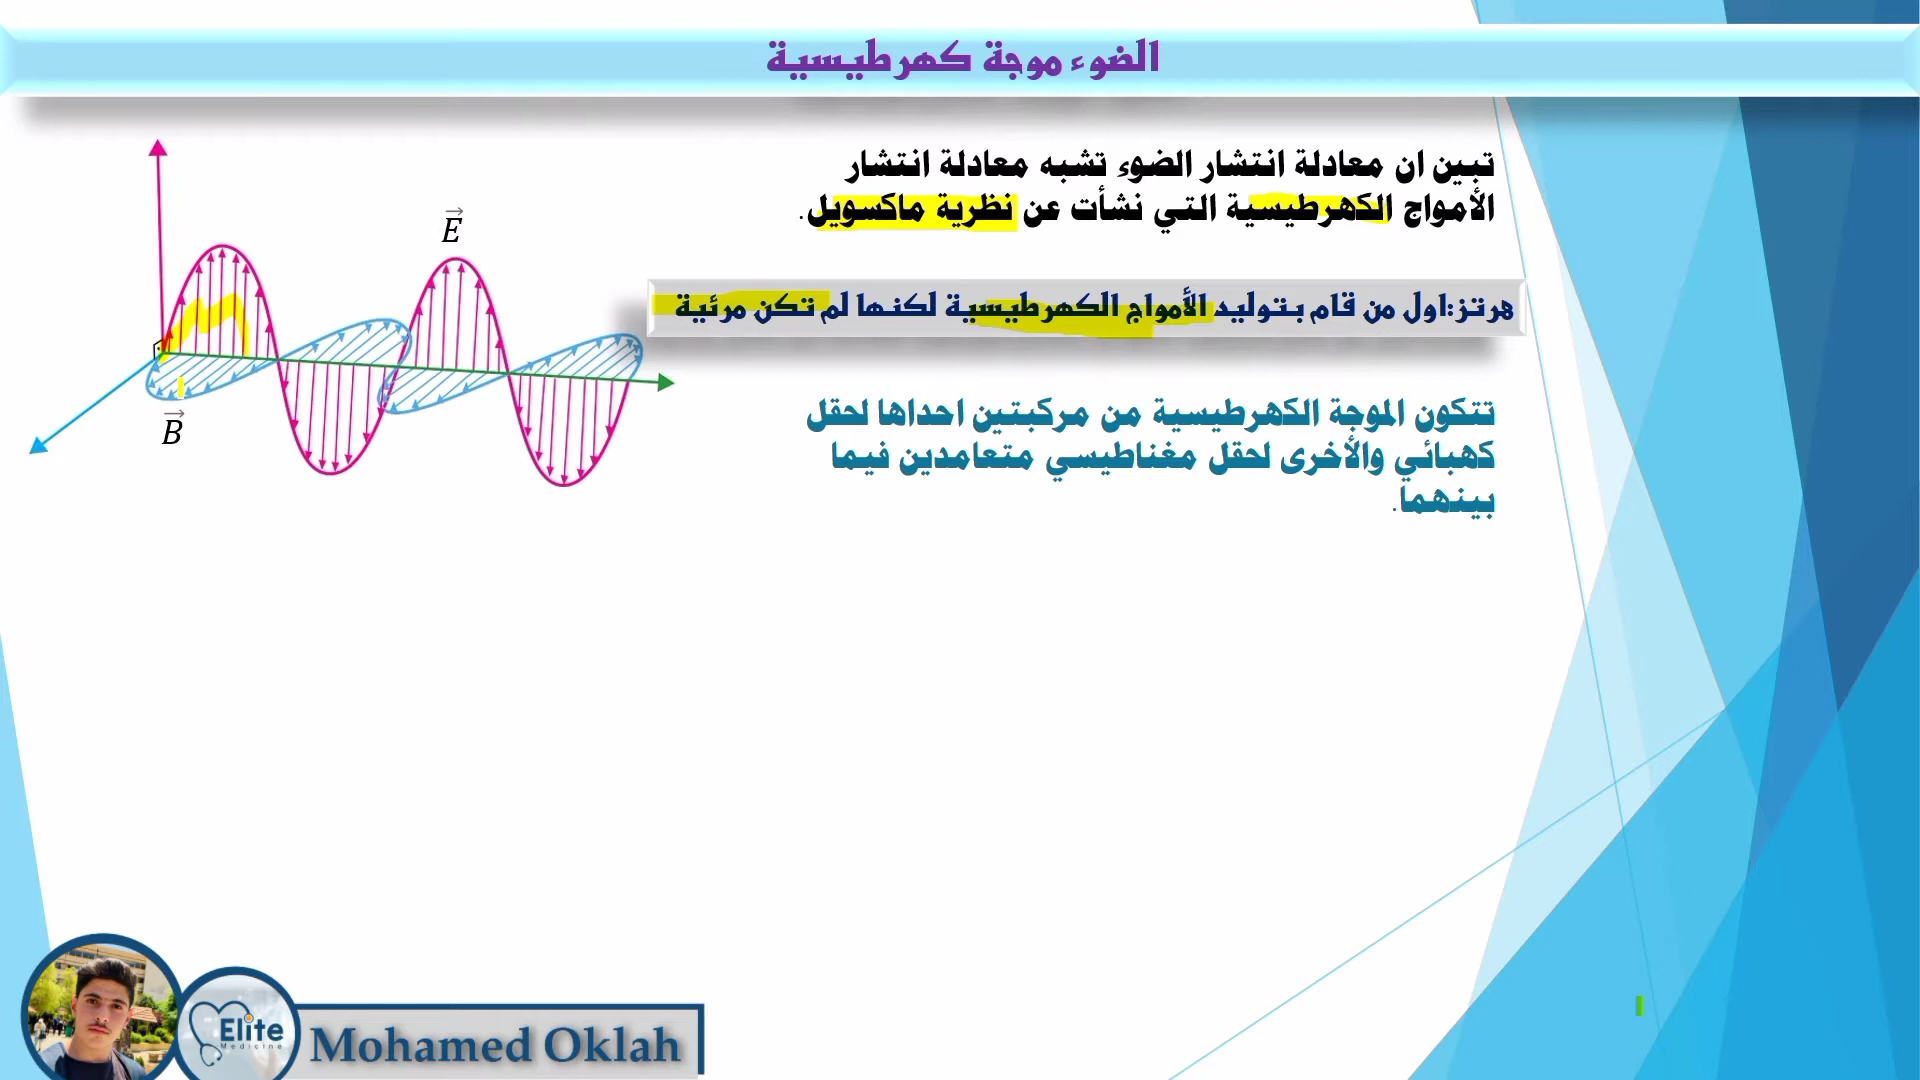 الضوء موجة كهرطيسية
تبين ان معادلة انتشار الضوء تشبه معادلة انتشار
الأمواج الكهرطيسية التي نشأت عن نظرية ماكسويل.
هرتز:اول من قام بتوليد الأمواج الكهرطيسية لكنها لم تكن مرئية
تتكون الموجة الكهرطيسية من مركبتين احداها لحقل
كهبائي والأخرى لحقل مغناطيسي متعامدين فيما
بينهما.
E
B
Elite
Medicine
Mohamed Oklah